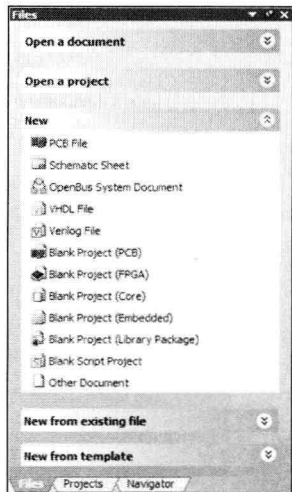 Files
Open a document
Open a project
New
PCB File
Schematic Sheet
OpenBus System Document
VHDL File
Verilog File
Blank Project (PCB)
Blank Project (FPGA)
Blank Project (Core)
Blank Project (Embedded)
Blank Project (Library Package)
Blank Script Project
Other Document
New from existing file
New from template
Files Projects Navigator